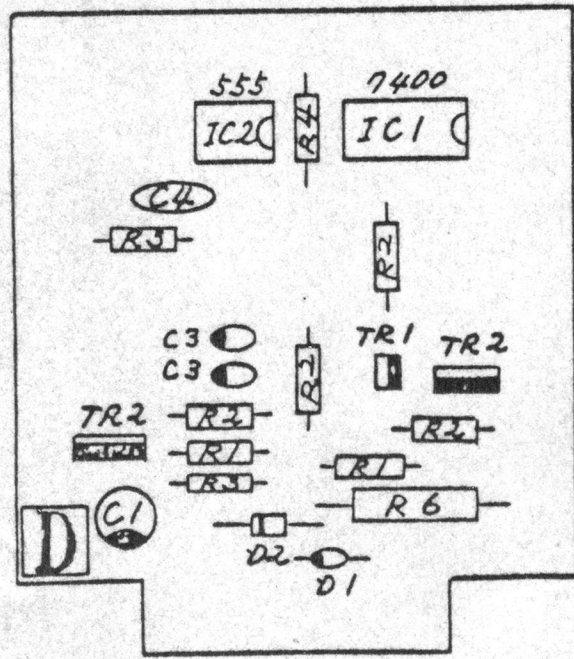 555 7400
IC2 R4 IC1
C4
R3 R2
C3 TR1 TR2
C3 R2
TR2 R2 R2
R1 R1
R3 R6
C1
D D2
D1